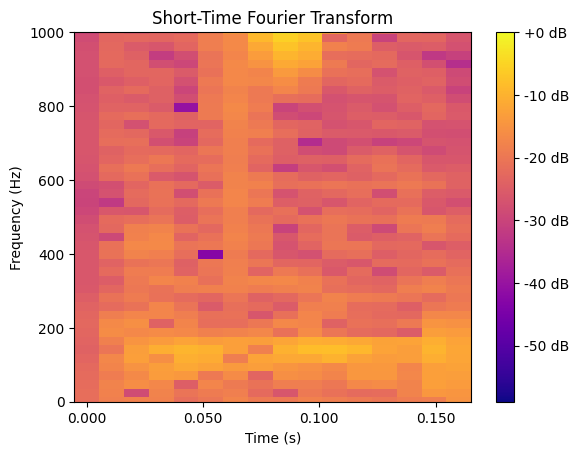 Short-Time Fourier Transform
1000
800
600
400
200
0
Frequency (Hz)
0.000
0.050
0.100
0.150
Time (s)
+0 dB
-10 dB
-20 dB
-30 dB
-40 dB
-50 dB